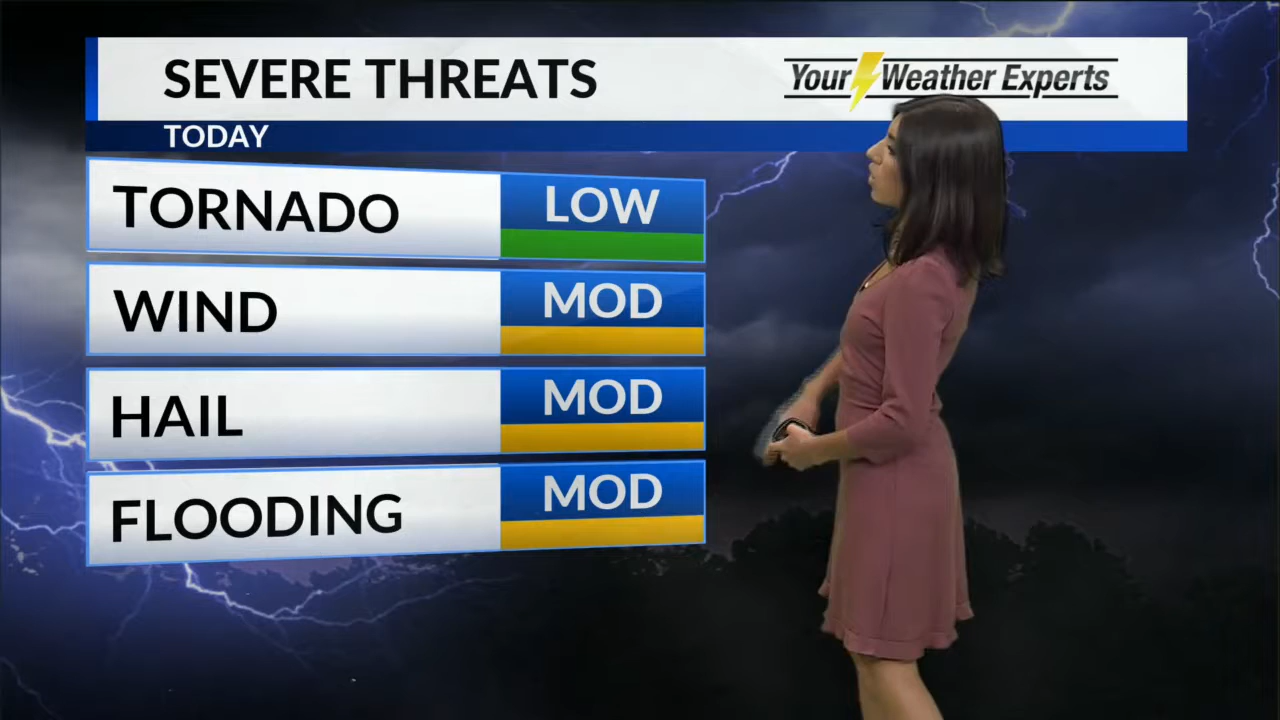 SEVERE THREATS
Your Weather Experts
TODAY
TORNADO LOW
WIND MOD
HAIL MOD
FLOODING MOD